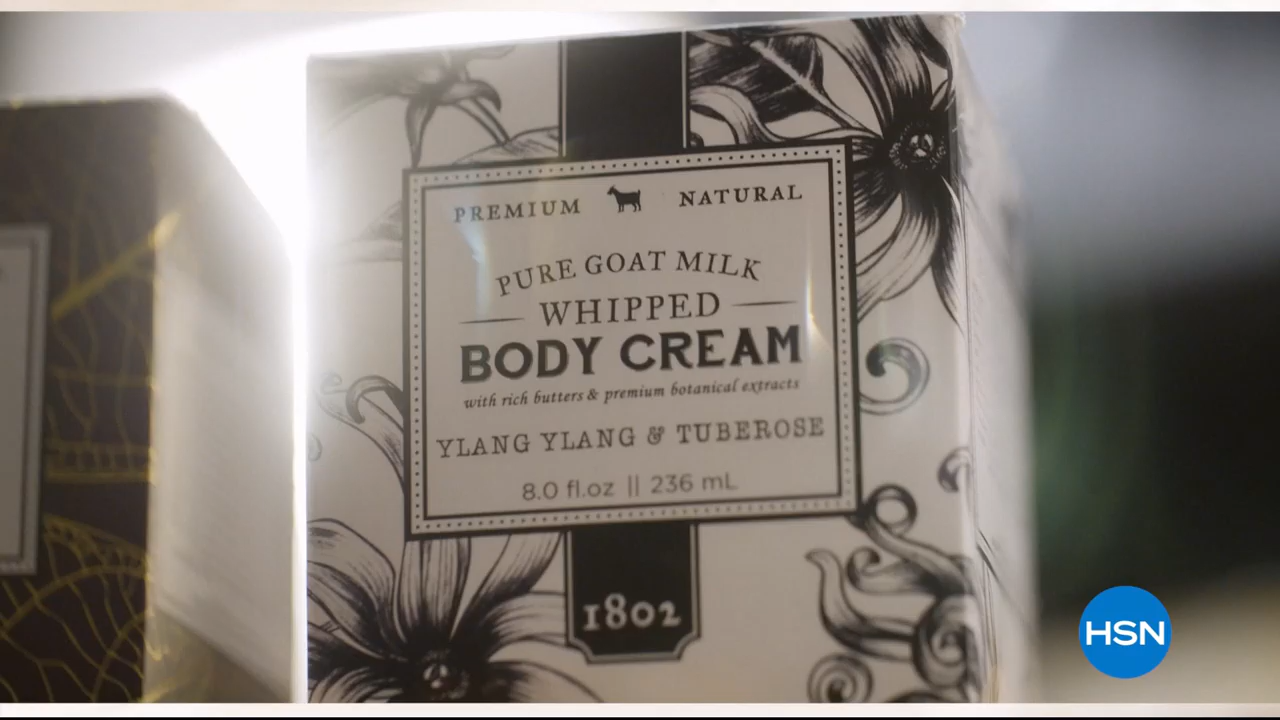 PREMIUM NATURAL
PURE GOAT MILK
WHIPPED
BODY CREAM
with rich butters & premium botanical extracts
YLANG YLANG & TUBEROSE
8.0 fl.oz || 236 mL
1802
HSN